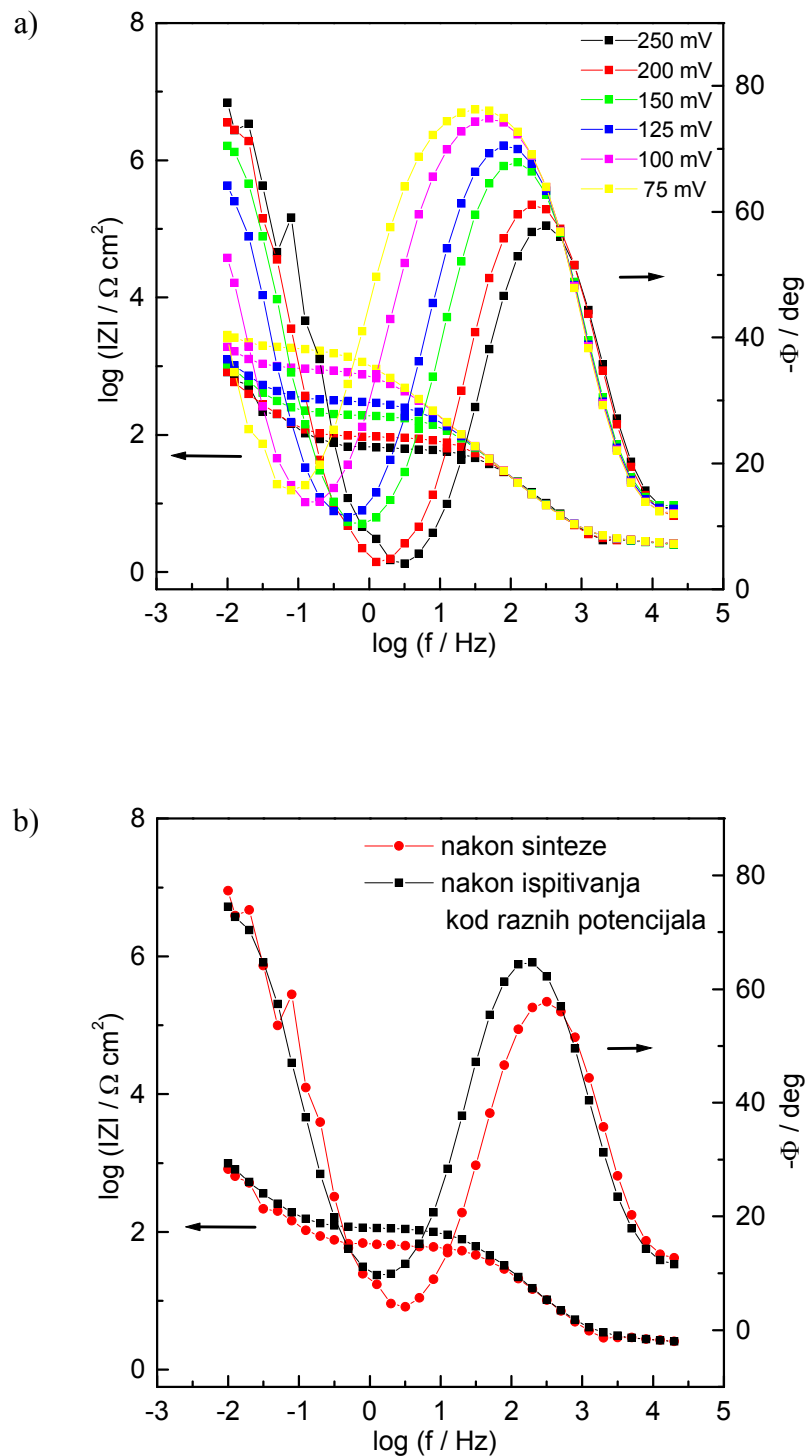 a)
8
6
4
2
0
log (IZI / Ω cm²)
250 mV
200 mV
150 mV
125 mV
100 mV
75 mV
80
60
40
20
0
-Φ / deg
-3 -2 -1 0 1 2 3 4 5
log (f / Hz)
b)
8
6
4
2
0
log (IZI / Ω cm²)
nakon sinteze
nakon ispitivanja
kod raznih potencijala
80
60
40
20
0
-Φ / deg
-3 -2 -1 0 1 2 3 4 5
log (f / Hz)